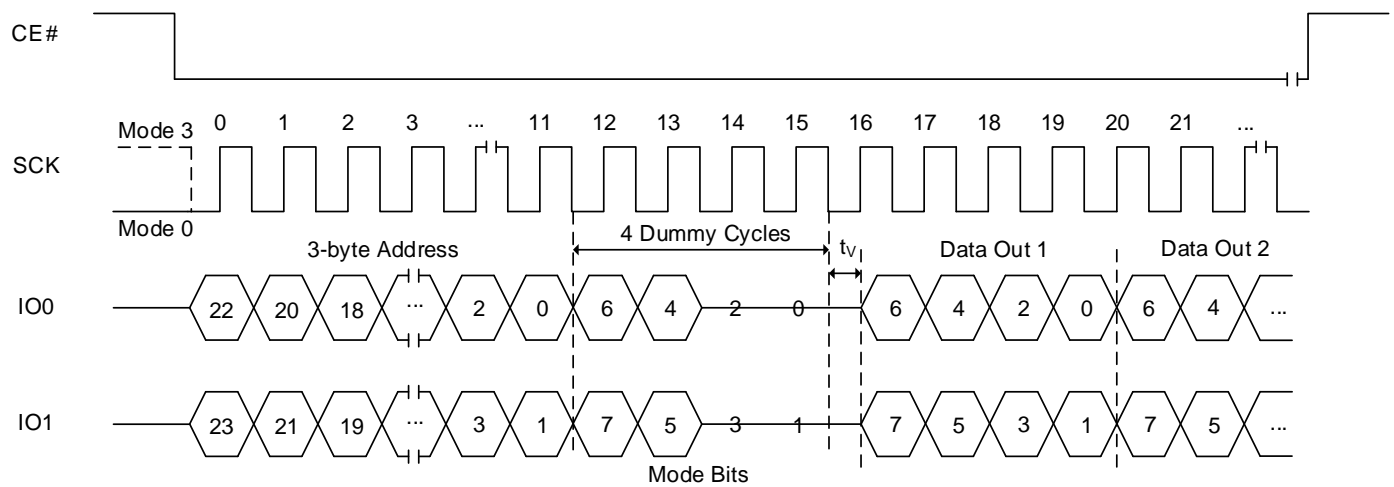 CE#
Mode 3 0 1 2 3 ... 11 12 13 14 15 16 17 18 19 20 21 ...
SCK
Mode 0
3-byte Address 4 Dummy Cycles tV Data Out 1 Data Out 2
IO0 22 20 18 ... 2 0 6 4 2 0 6 4 2 0 6 4 ...
IO1 23 21 19 ... 3 1 7 5 3 1 7 5 3 1 7 5 ...
Mode Bits